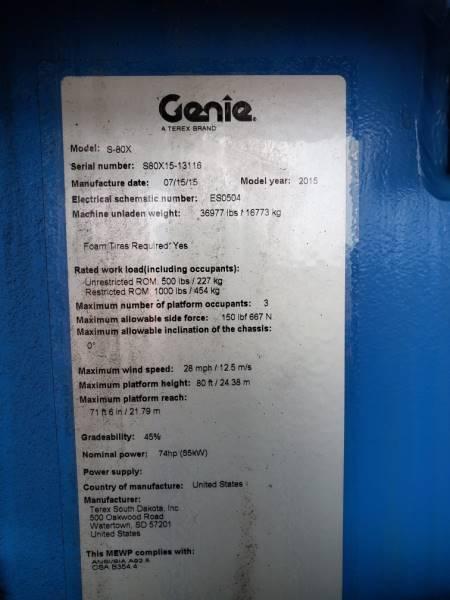 Genie
A TEREX BRAND
Model: S-80X
Serial number: S80X15-13116
Manufacture date: 07/15/15 Model year: 2015
Electrical schematic number: ES0504
Machine unladen weight: 36977 lbs / 16773 kg
Foam Tires Required* Yes
Rated work load(including occupants):
Unrestricted ROM: 500 lbs / 227 kg
Restricted ROM: 1000 lbs / 454 kg
Maximum number of platform occupants: 3
Maximum allowable side force: 150 lbf 667 N
Maximum allowable inclination of the chassis:
0°
Maximum wind speed: 28 mph / 12.5 m/s
Maximum platform height: 80 ft / 24.38 m
Maximum platform reach:
71 ft 6 in / 21.79 m
Gradeability: 45%
Nominal power: 74hp (55kW)
Power supply:
Country of manufacture: United States
Manufacturer:
Terex South Dakota, Inc
500 Oakwood Road
Watertown, SD 57201
United States
This MEWP complies with:
ANSI/SIA A92.5
CSA B354.4